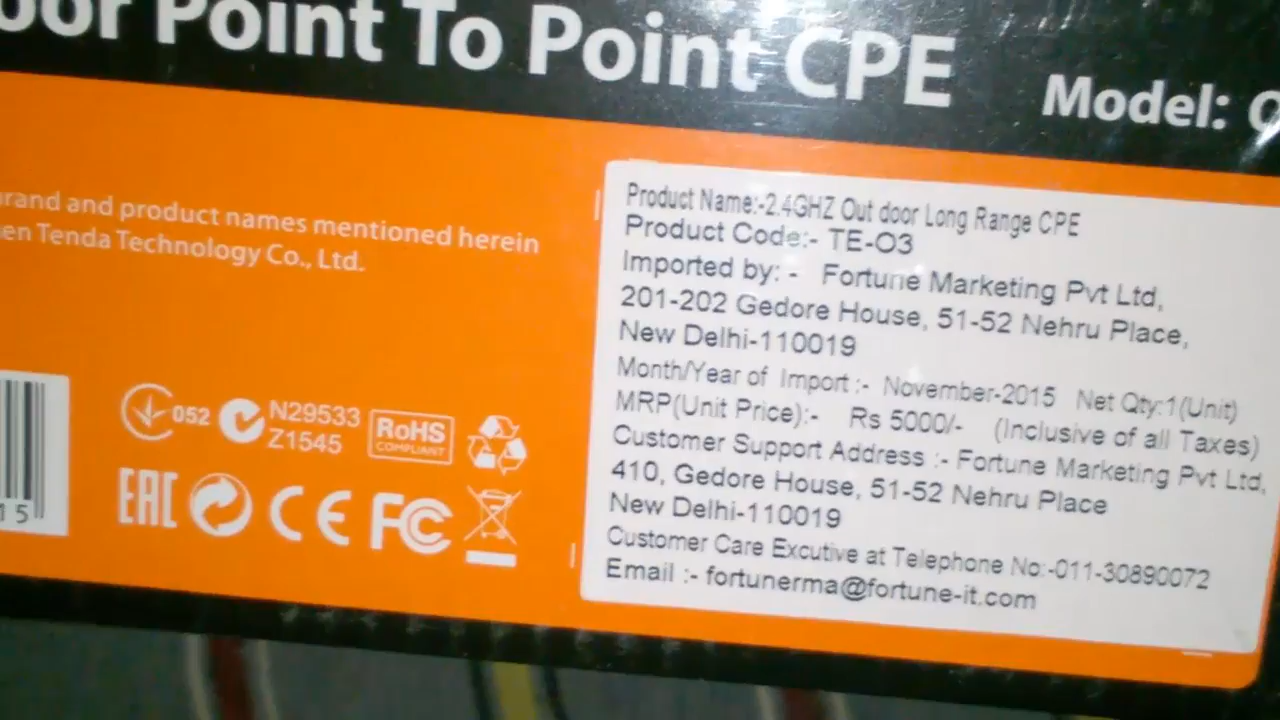 Point To Point CPE
Model:
brand and product names mentioned herein
Tenda Technology Co., Ltd.
052
N29533
Z1545
RoHS
COMPLIANT
EAC
CE
FC
15
Product Name:-2.4GHZ Out door Long Range CPE
Product Code:- TE-O3
Imported by: - Fortune Marketing Pvt Ltd,
201-202 Gedore House, 51-52 Nehru Place,
New Delhi-110019
Month/Year of Import :- November-2015 Net Qty:1(Unit)
MRP(Unit Price):- Rs 5000/- (Inclusive of all Taxes)
Customer Support Address :- Fortune Marketing Pvt Ltd,
410, Gedore House, 51-52 Nehru Place
New Delhi-110019
Customer Care Excutive at Telephone No:-011-30890072
Email :- fortunerma@fortune-it.com